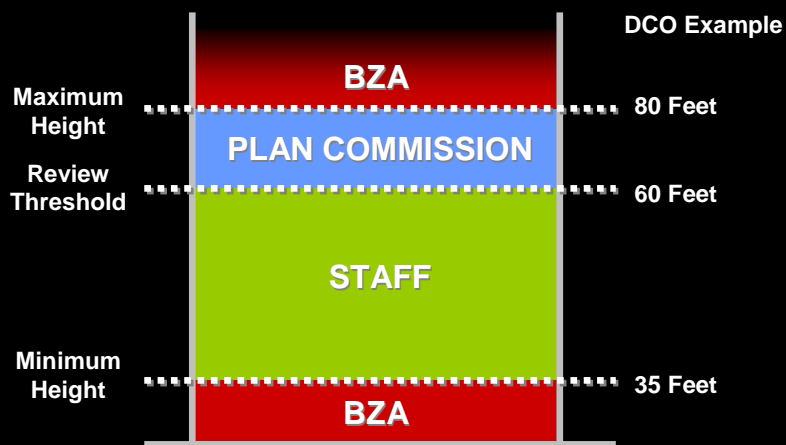 DCO Example
BZA
Maximum
Height
80 Feet
PLAN COMMISSION
Review
Threshold
60 Feet
STAFF
Minimum
Height
35 Feet
BZA